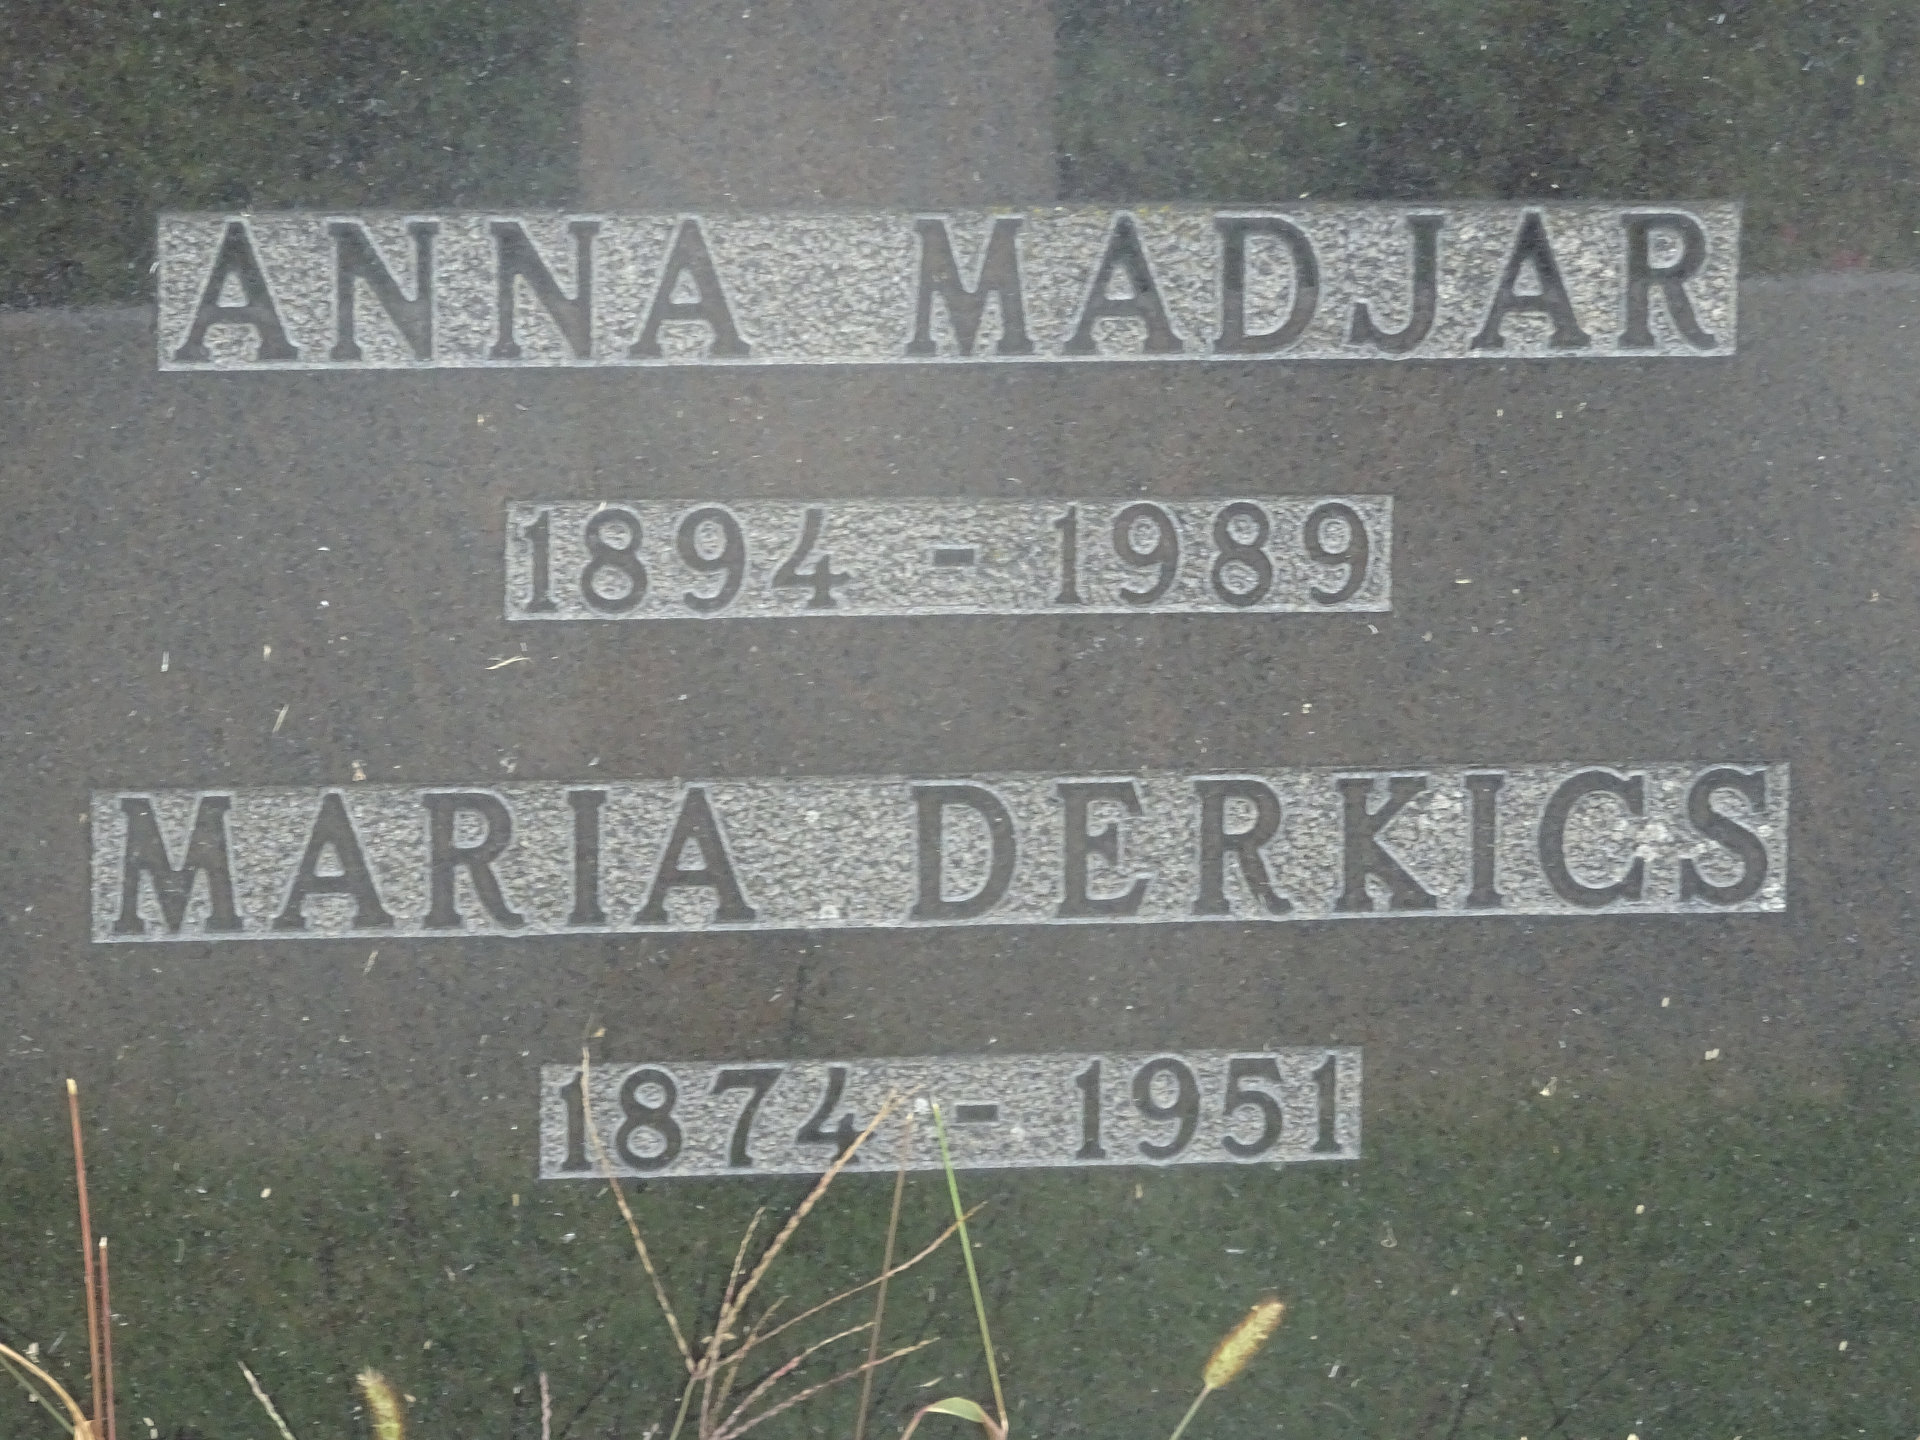 ANNA MADJAR
1894 - 1989
MARIA DERKICS
1874 - 1951